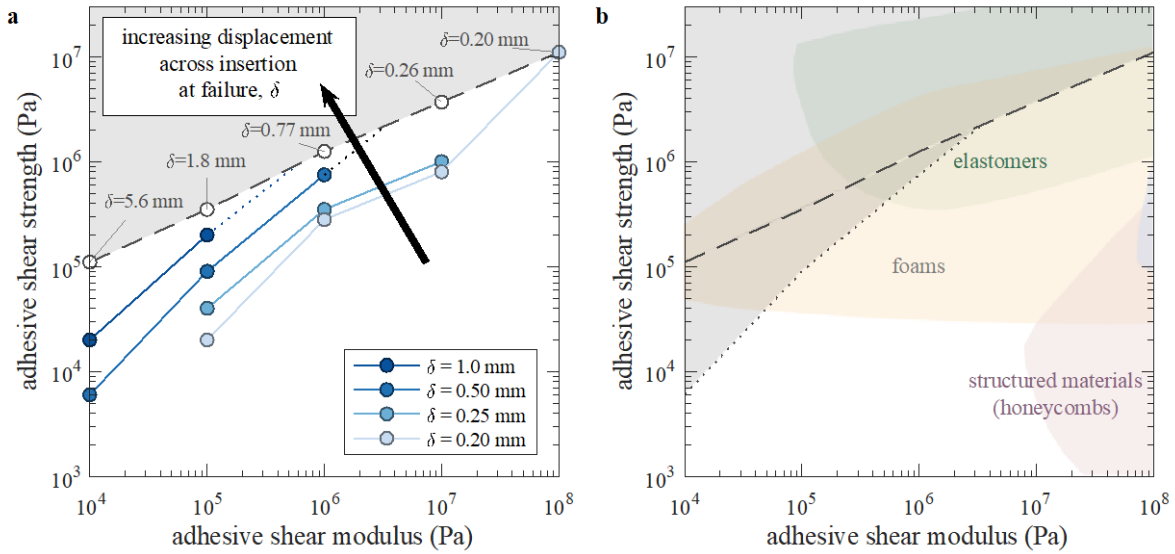 a
increasing displacement
across insertion
at failure, δ
δ=0.20 mm
δ=0.26 mm
δ=0.77 mm
δ=1.8 mm
δ=5.6 mm
10⁷
10⁶
10⁵
10⁴
10³
adhesive shear strength (Pa)
δ = 1.0 mm
δ = 0.50 mm
δ = 0.25 mm
δ = 0.20 mm
10⁴ 10⁵ 10⁶ 10⁷ 10⁸
adhesive shear modulus (Pa)
b
10⁷
10⁶
10⁵
10⁴
10³
adhesive shear strength (Pa)
elastomers
foams
structured materials
(honeycombs)
10⁴ 10⁵ 10⁶ 10⁷ 10⁸
adhesive shear modulus (Pa)